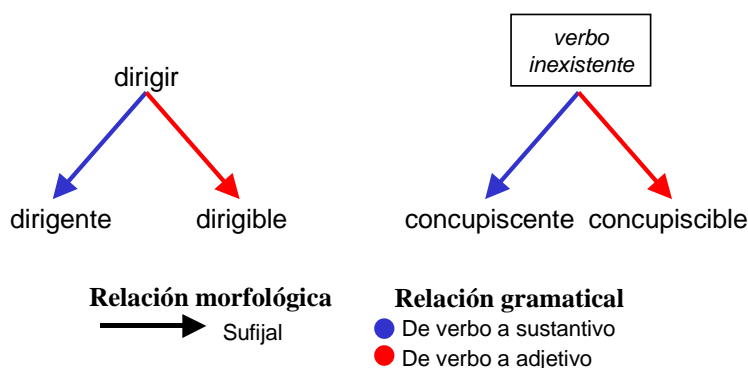 verbo
inexistente
dirigir
dirigente dirigible concupiscente concupiscible
Relación morfológica Relación gramatical
Sufijal De verbo a sustantivo
De verbo a adjetivo